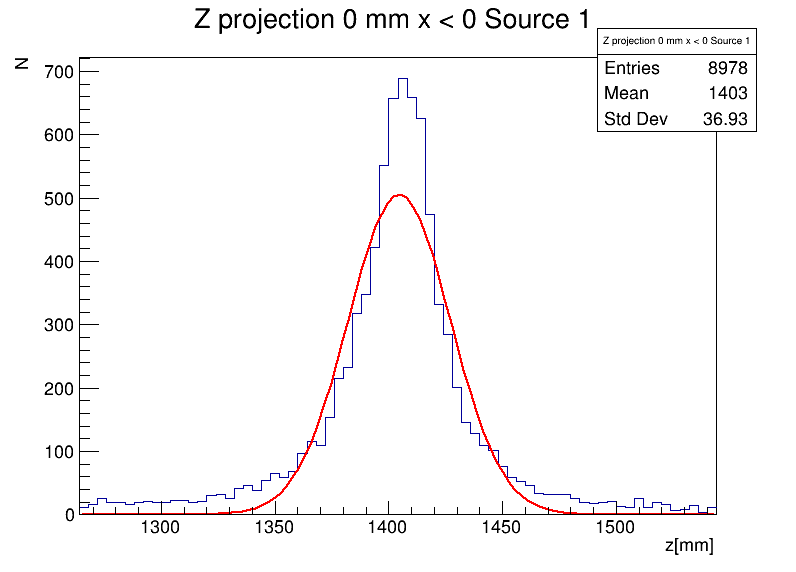 Z projection 0 mm x < 0 Source 1
Z projection 0 mm x < 0 Source 1
Entries 8978
Mean 1403
Std Dev 36.93
N
700
600
500
400
300
200
100
0
1300 1350 1400 1450 1500
z[mm]